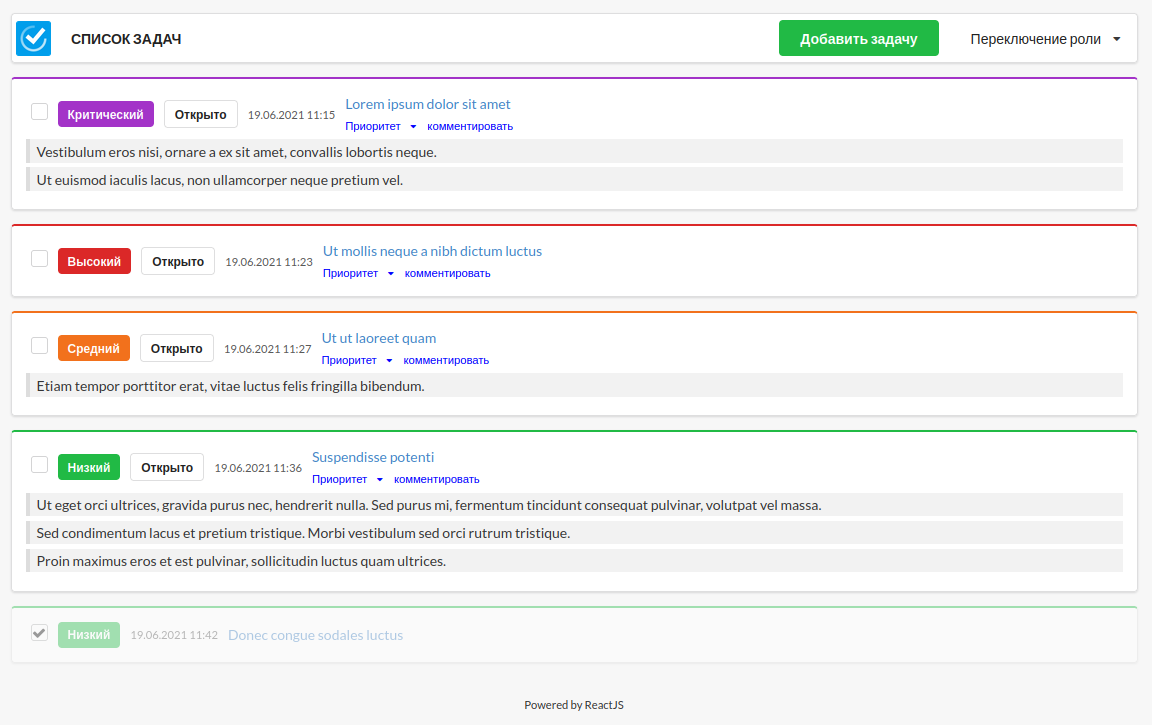 СПИСОК ЗАДАЧ Добавить задачу Переключение роли
Критический Открыто 19.06.2021 11:15 Lorem ipsum dolor sit amet
Приоритет комментировать
Vestibulum eros nisi, ornare a ex sit amet, convallis lobortis neque.
Ut euismod iaculis lacus, non ullamcorper neque pretium vel.
Высокий Открыто 19.06.2021 11:23 Ut mollis neque a nibh dictum luctus
Приоритет комментировать
Средний Открыто 19.06.2021 11:27 Ut ut laoreet quam
Приоритет комментировать
Etiam tempor porttitor erat, vitae luctus felis fringilla bibendum.
Низкий Открыто 19.06.2021 11:36 Suspendisse potenti
Приоритет комментировать
Ut eget orci ultrices, gravida purus nec, hendrerit nulla. Sed purus mi, fermentum tincidunt consequat pulvinar, volutpat vel massa.
Sed condimentum lacus et pretium tristique. Morbi vestibulum sed orci rutrum tristique.
Proin maximus eros et est pulvinar, sollicitudin luctus quam ultrices.
Низкий 19.06.2021 11:42 Donec congue sodales luctus
Powered by ReactJS